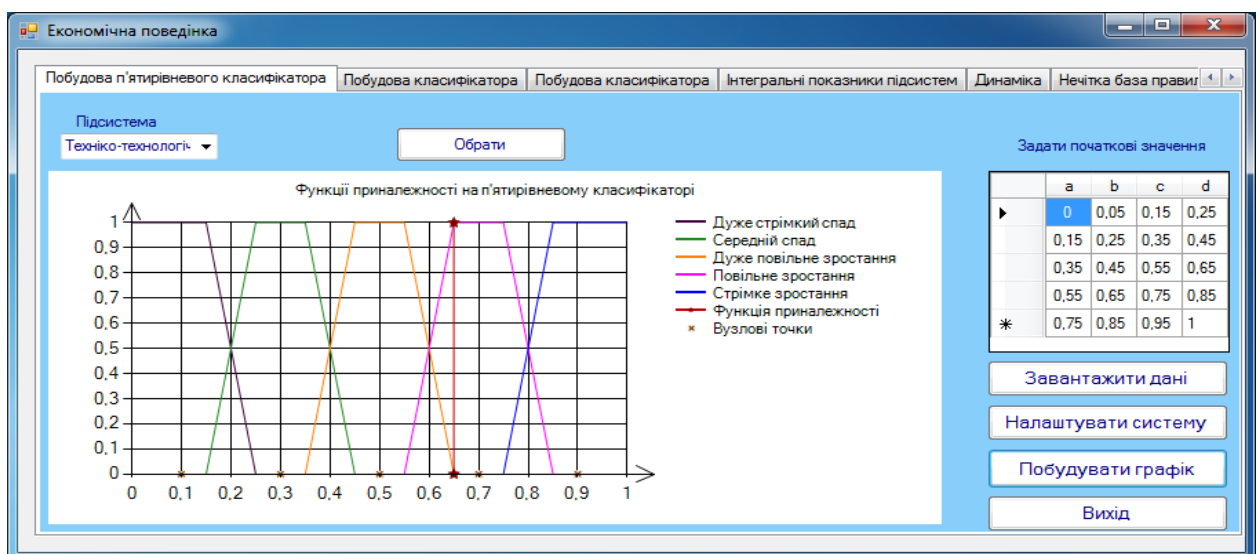 Економічна поведінка
Побудова п'ятирівневого класифікатора Побудова класифікатора Побудова класифікатора Інтегральні показники підсистем Динаміка Нечітка база правил
Підсистема
Техніко-технологіч
Обрати
Задати початкові значення
Функції приналежності на п'ятирівневому класифікаторі
1
0,9
0,8
0,7
0,6
0,5
0,4
0,3
0,2
0,1
0
0 0,1 0,2 0,3 0,4 0,5 0,6 0,7 0,8 0,9 1
Дуже стрімкий спад
Середній спад
Дуже повільне зростання
Повільне зростання
Стрімке зростання
Функція приналежності
Вузлові точки
a b c d
0 0,05 0,15 0,25
0,15 0,25 0,35 0,45
0,35 0,45 0,55 0,65
0,55 0,65 0,75 0,85
0,75 0,85 0,95 1
Завантажити дані
Налаштувати систему
Побудувати графік
Вихід